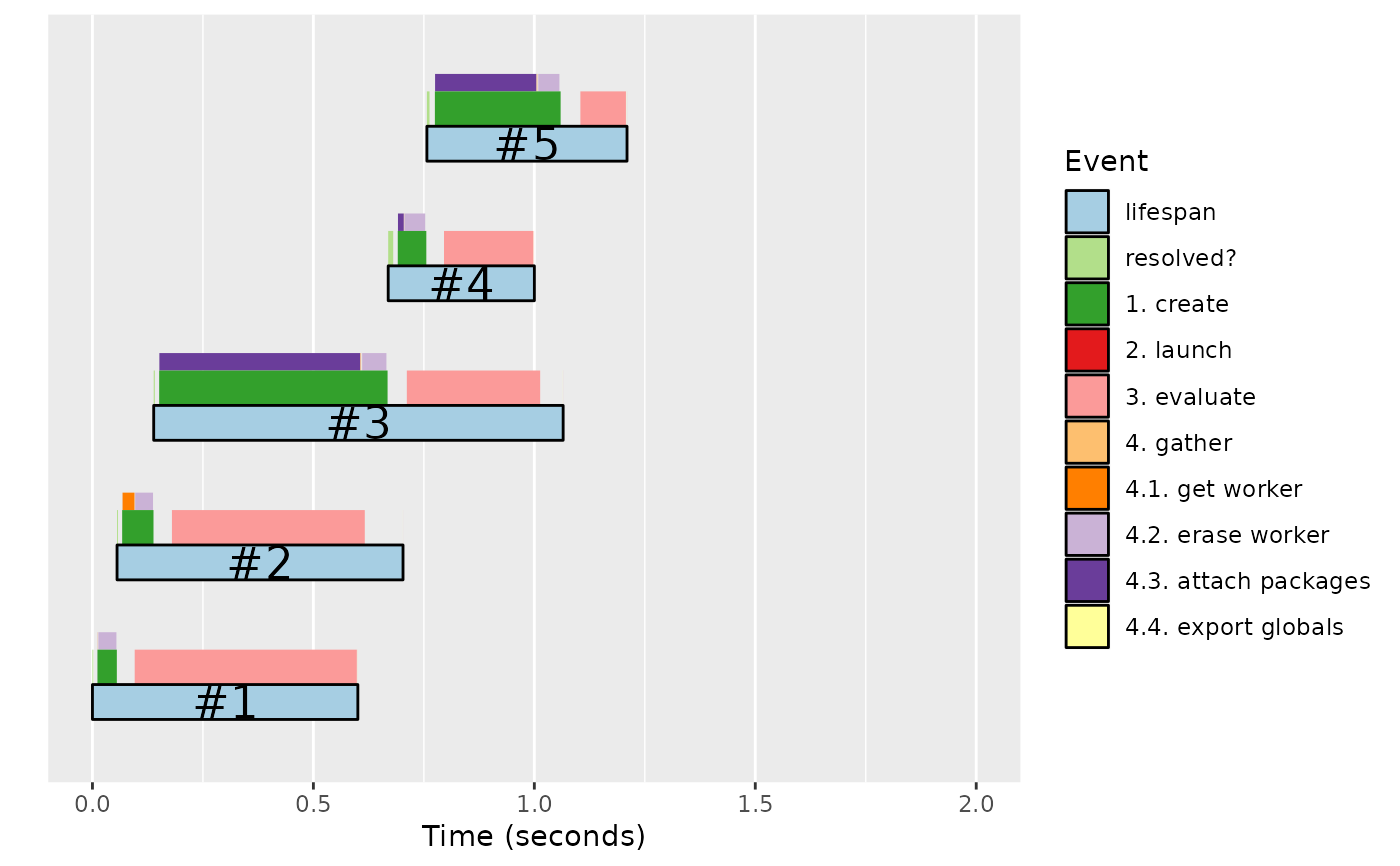 #5
#4
#3
#2
#1
0.0 0.5 1.0 1.5 2.0
Time (seconds)
Event
lifespan
resolved?
1. create
2. launch
3. evaluate
4. gather
4.1. get worker
4.2. erase worker
4.3. attach packages
4.4. export globals